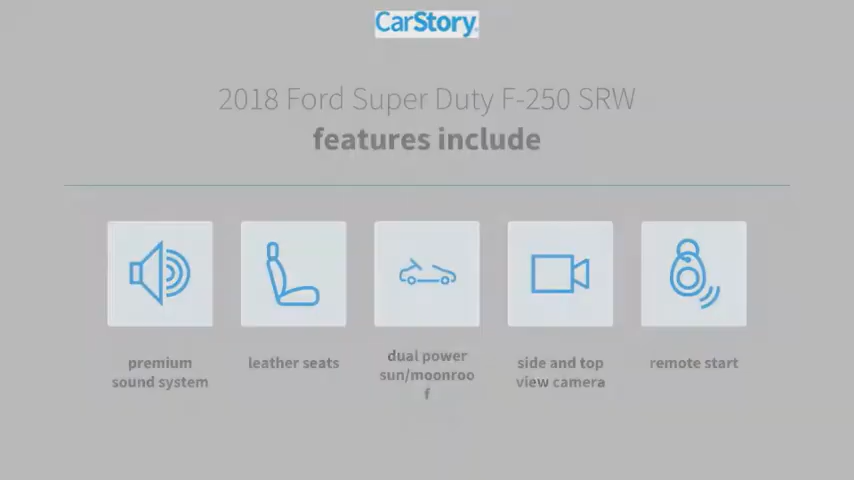 CarStory
2018 Ford Super Duty F-250 SRW
features include
premium
sound system
leather seats
dual power
sun/moonroo
f
side and top
view camera
remote start